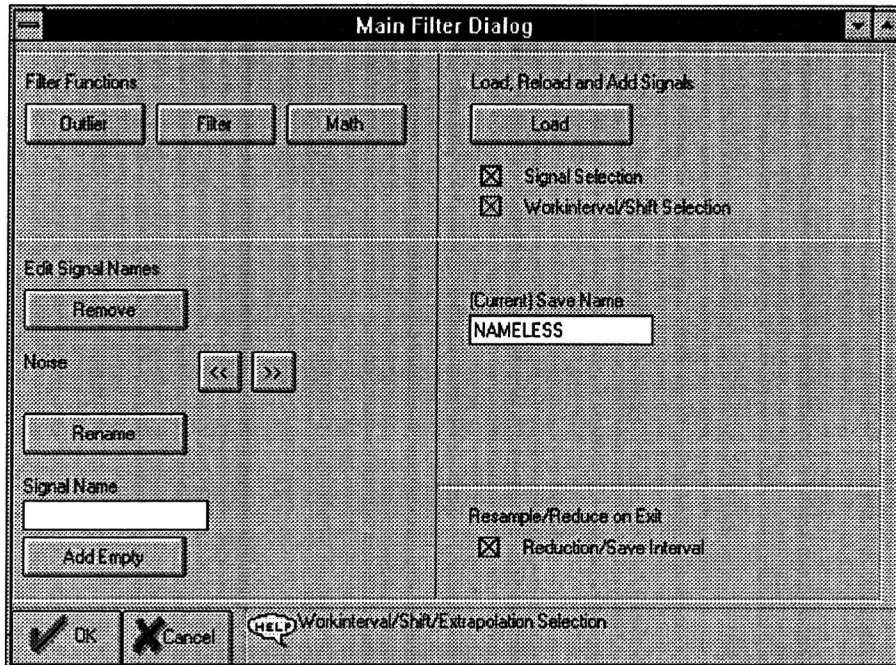 Main Filter Dialog
Filter Functions
Outlier Filter Math
Load, Reload and Add Signals
Load
Signal Selection
Workinterval/Shift Selection
Edit Signal Names
Remove
Noise
<< >>
Rename
Signal Name
Add Empty
(Current) Save Name
NAMELESS
Resample/Reduce on Exit
Reduction/Save Interval
OK Cancel HELP Workinterval/Shift/Extrapolation Selection